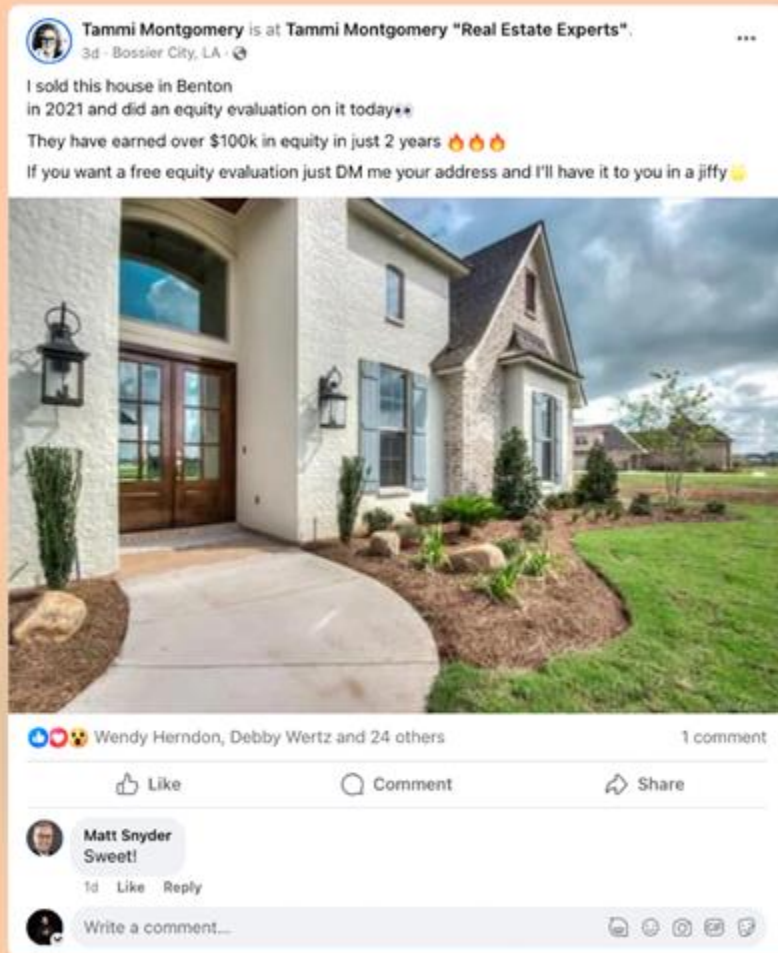 Tammi Montgomery is at Tammi Montgomery "Real Estate Experts".
3d · Bossier City, LA ·
I sold this house in Benton
in 2021 and did an equity evaluation on it today👀
They have earned over $100k in equity in just 2 years 🔥🔥🔥
If you want a free equity evaluation just DM me your address and I'll have it to you in a jiffy
Wendy Herndon, Debby Wertz and 24 others 1 comment
Like Comment Share
Matt Snyder
Sweet!
1d Like Reply
Write a comment...
GIF